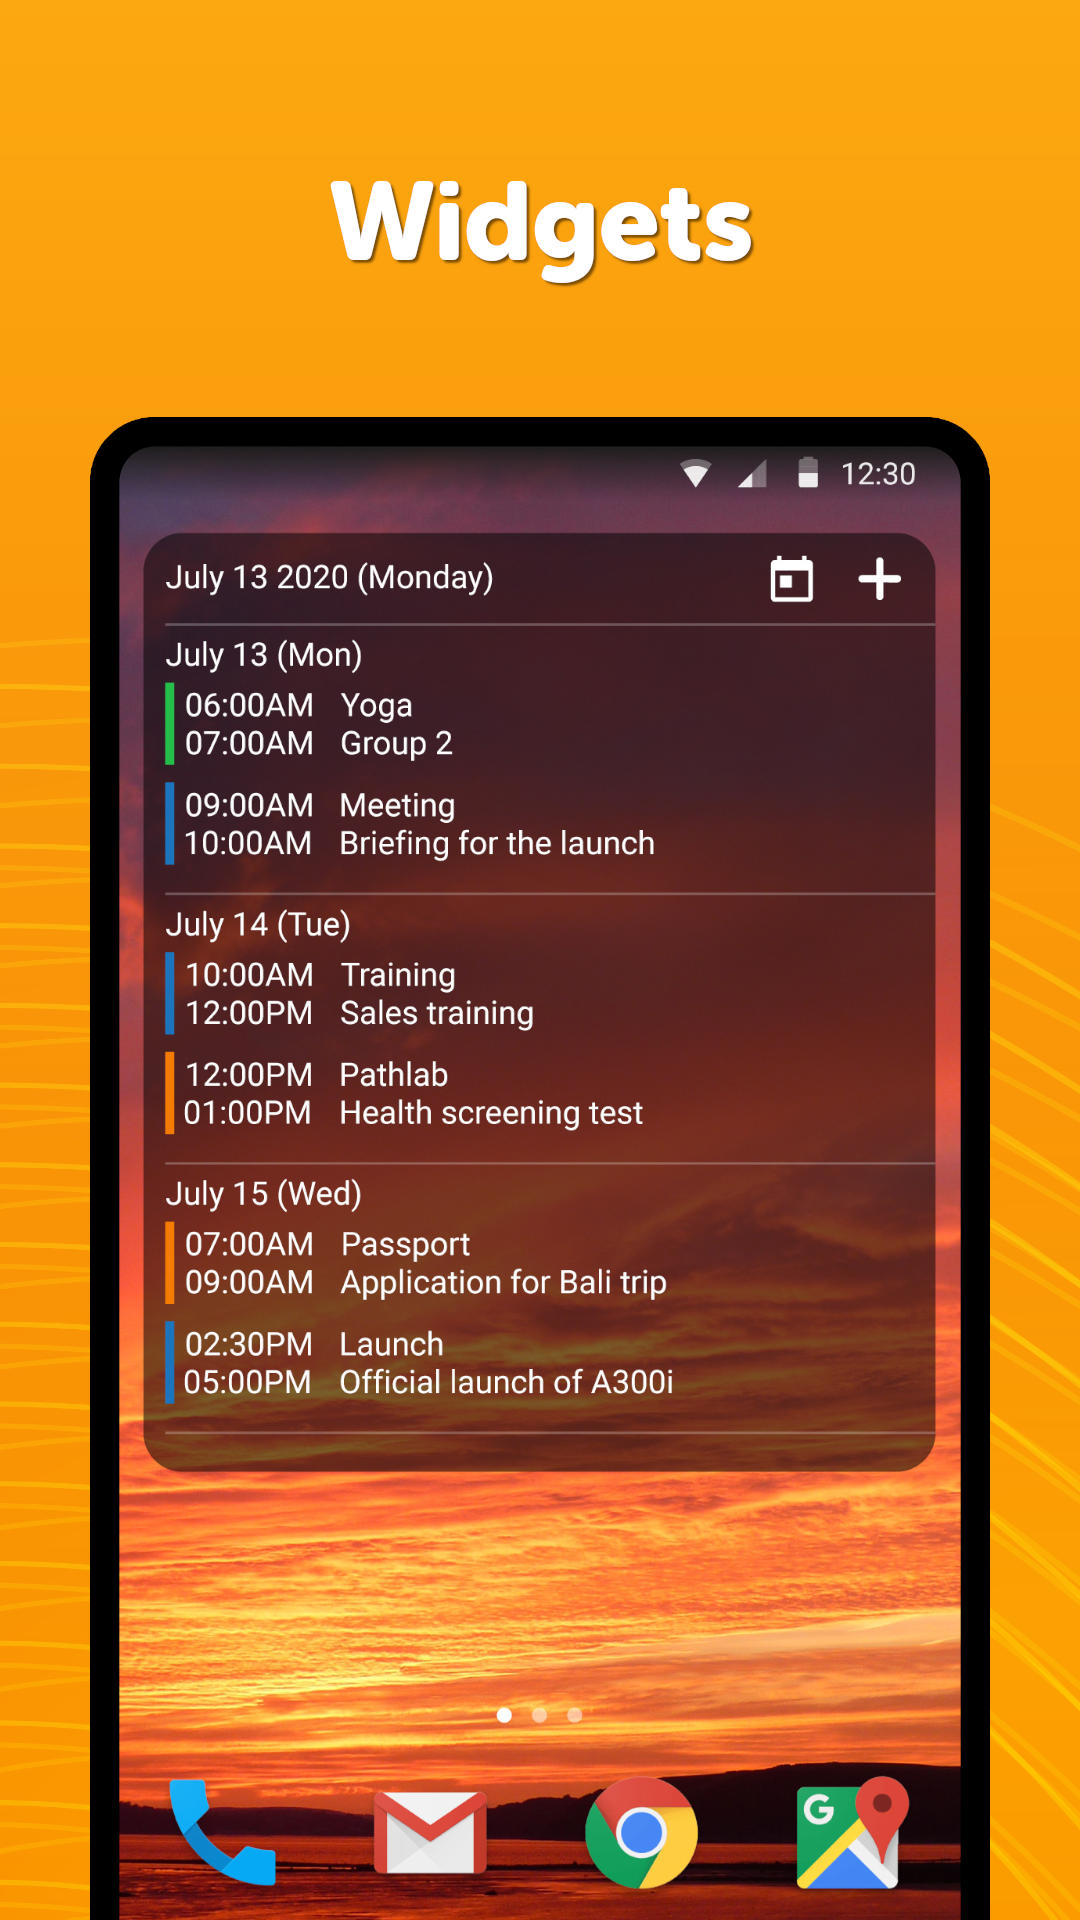 Widgets
12:30
July 13 2020 (Monday)
July 13 (Mon)
06:00AM Yoga
07:00AM Group 2
09:00AM Meeting
10:00AM Briefing for the launch
July 14 (Tue)
10:00AM Training
12:00PM Sales training
12:00PM Pathlab
01:00PM Health screening test
July 15 (Wed)
07:00AM Passport
09:00AM Application for Bali trip
02:30PM Launch
05:00PM Official launch of A300i
G